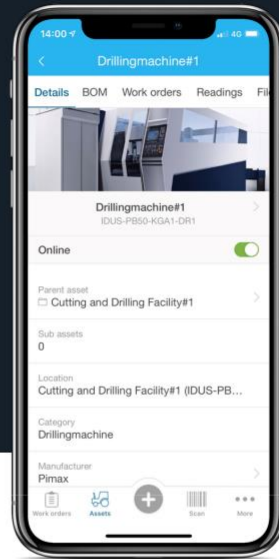 14:00
4G
Drillingmachine#1
Details BOM Work orders Readings Fil
Drillingmachine#1
IDUS-PB50-KGA1-DR1
Online
Parent asset
Cutting and Drilling Facility#1
Sub assets
0
Location
Cutting and Drilling Facility#1 (IDUS-PB...
Category
Drillingmachine
Manufacturer
Pimax
Work orders Assets Scan More